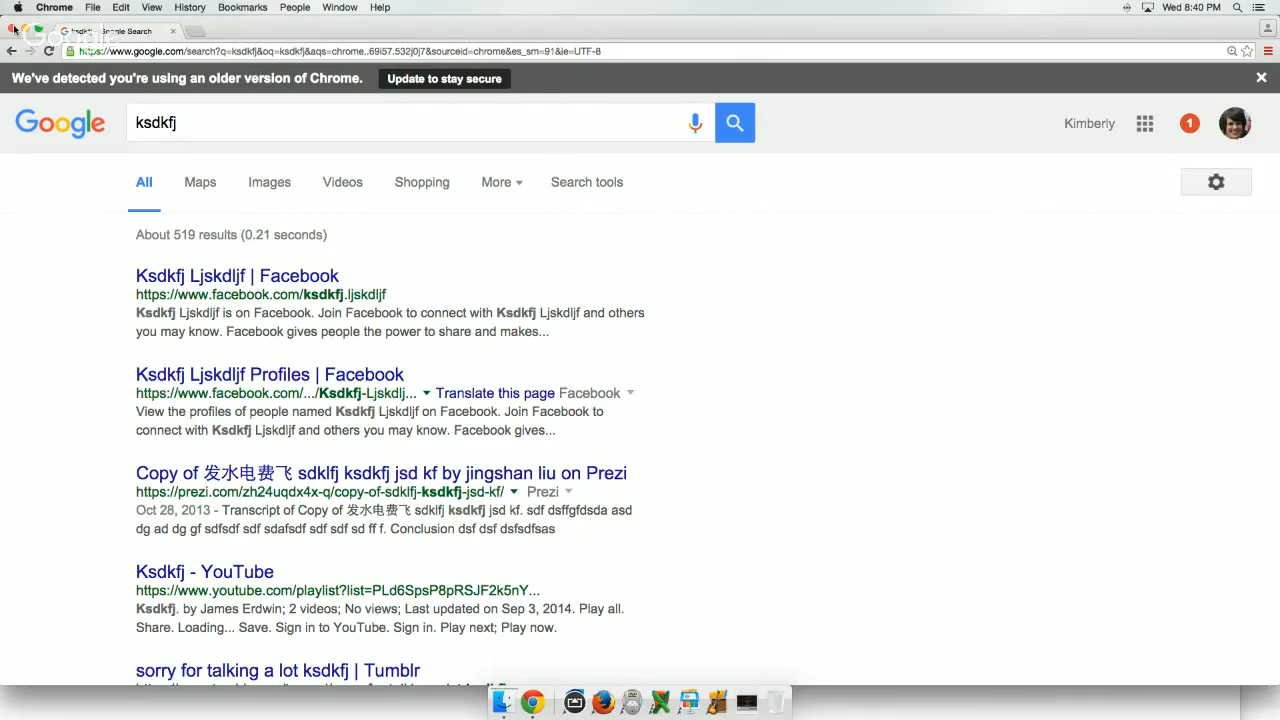 Chrome File Edit View History Bookmarks People Window Help Wed 8:40 PM
Google Search
https://www.google.com/search?q=ksdkfj&oq=ksdkfj&aqs=chrome..69i57.532j0j7&sourceid=chrome&es_sm=91&ie=UTF-8
We've detected you're using an older version of Chrome. Update to stay secure
Google ksdkfj Kimberly 1
All Maps Images Videos Shopping More Search tools
About 519 results (0.21 seconds)
Ksdkfj Ljskdljf | Facebook
https://www.facebook.com/ksdkfj.ljskdljf
Ksdkfj Ljskdljf is on Facebook. Join Facebook to connect with Ksdkfj Ljskdljf and others
you may know. Facebook gives people the power to share and makes...
Ksdkfj Ljskdljf Profiles | Facebook
https://www.facebook.com/.../Ksdkfj-Ljskdlj... Translate this page Facebook
View the profiles of people named Ksdkfj Ljskdljf on Facebook. Join Facebook to
connect with Ksdkfj Ljskdljf and others you may know. Facebook gives...
Copy of 发水电费飞 sdklfj ksdkfj jsd kf by jingshan liu on Prezi
https://prezi.com/zh24uqdx4x-q/copy-of-sdklfj-ksdkfj-jsd-kf/ Prezi
Oct 28, 2013 - Transcript of Copy of 发水电费飞 sdklfj ksdkfj jsd kf. sdf dsffgfdsda asd
dg ad dg gf sdfsdf sdf sdafsdf sdf sdf sd ff f. Conclusion dsf dsf dsfsdfsas
Ksdkfj - YouTube
https://www.youtube.com/playlist?list=PLd6SpsP8pRSJF2k5nY...
Ksdkfj. by James Erdwin; 2 videos; No views; Last updated on Sep 3, 2014. Play all.
Share. Loading... Save. Sign in to YouTube. Sign in. Play next; Play now.
sorry for talking a lot ksdkfj | Tumblr